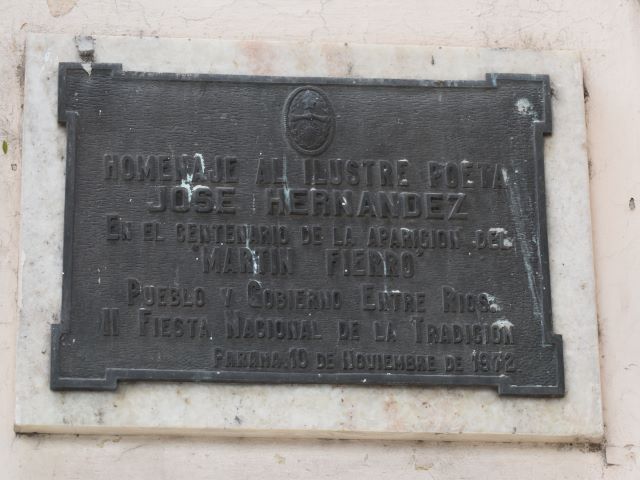 HOMENAJE AL ILUSTRE POETA
JOSE HERNANDEZ
EN EL CENTENARIO DE LA APARICION DEL
"MARTIN FIERRO"
PUEBLO Y GOBIERNO ENTRE RIOS
II FIESTA NACIONAL DE LA TRADICION
PARANA 10 DE NOVIEMBRE DE 1972